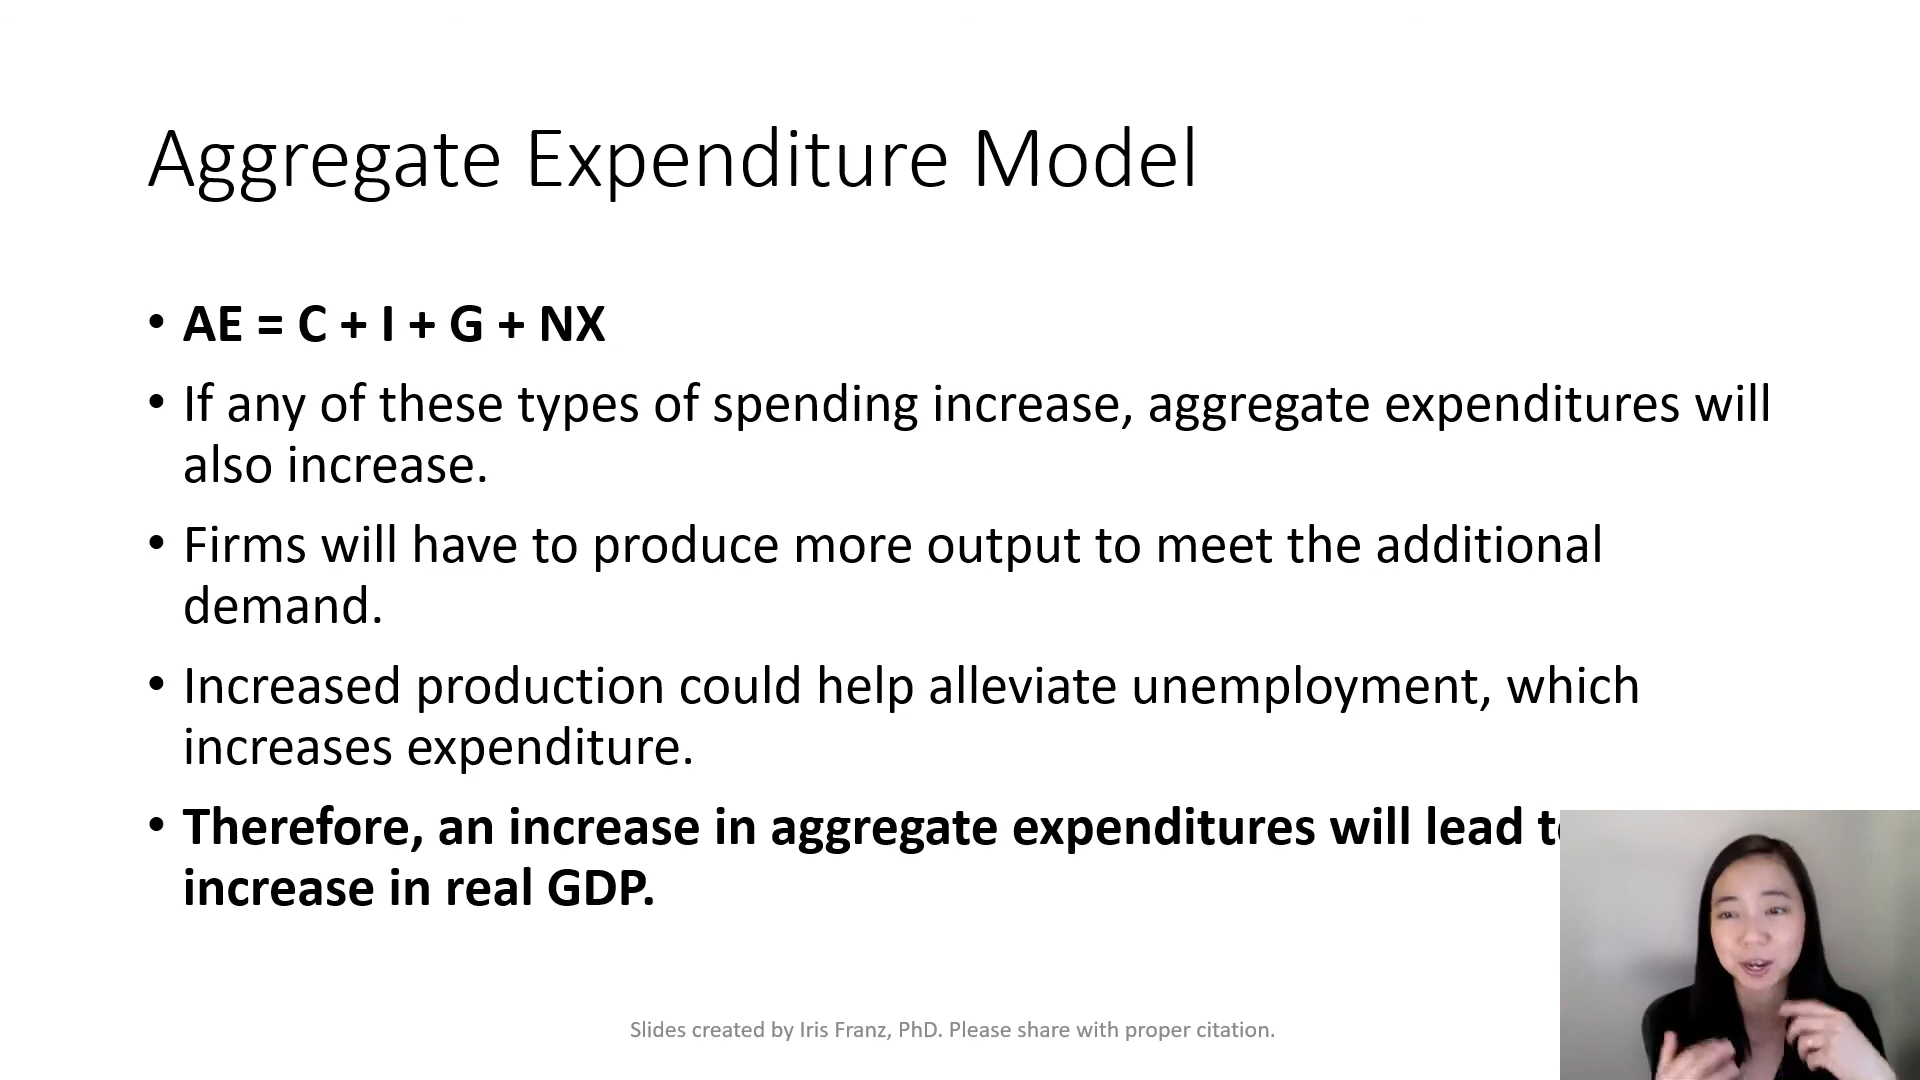 Aggregate Expenditure Model
• AE = C + I + G + NX
• If any of these types of spending increase, aggregate expenditures will
also increase.
• Firms will have to produce more output to meet the additional
demand.
• Increased production could help alleviate unemployment, which
increases expenditure.
• Therefore, an increase in aggregate expenditures will lead
increase in real GDP.
Slides created by Iris Franz, PhD. Please share with proper citation.